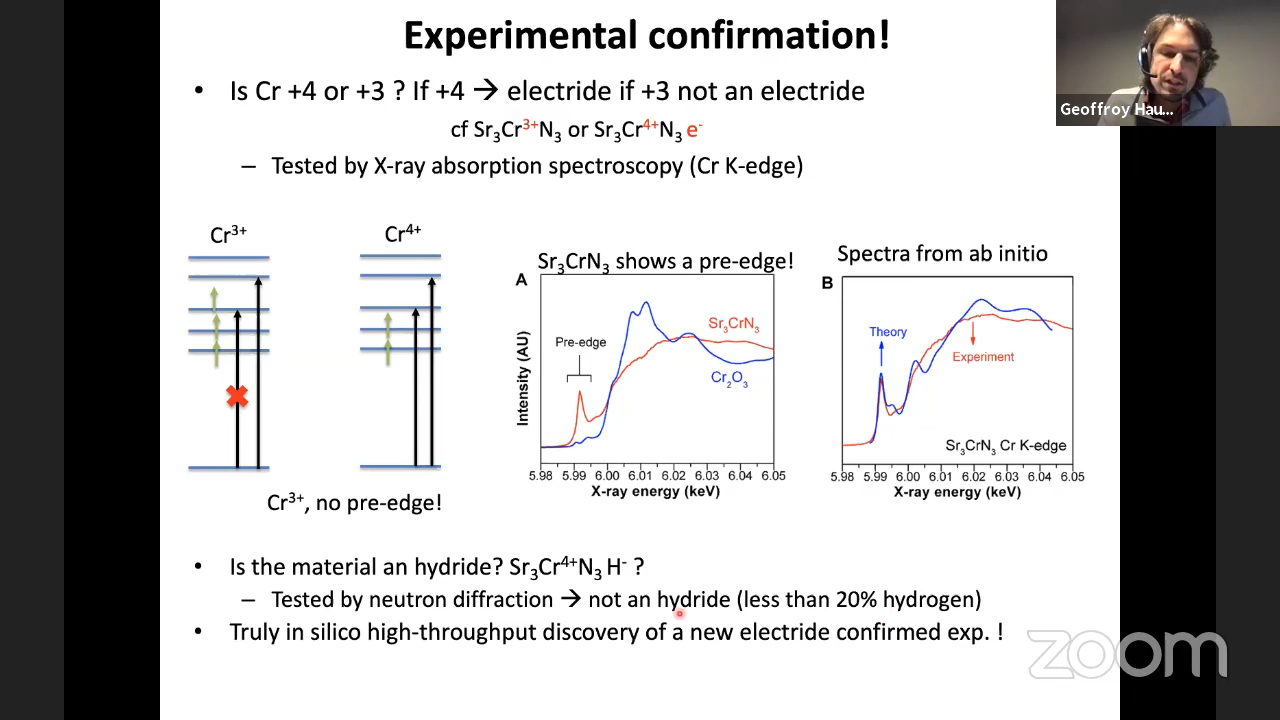 Experimental confirmation!
• Is Cr +4 or +3 ? If +4 → electride if +3 not an electride
cf Sr₃Cr³⁺N₃ or Sr₃Cr⁴⁺N₃ e⁻
– Tested by X-ray absorption spectroscopy (Cr K-edge)
Geoffroy Hau...
Cr³⁺
Cr⁴⁺
Cr³⁺, no pre-edge!
Sr₃CrN₃ shows a pre-edge!
A
Intensity (AU)
Pre-edge
Sr₃CrN₃
Cr₂O₃
5.98 5.99 6.00 6.01 6.02 6.03 6.04 6.05
X-ray energy (keV)
Spectra from ab initio
B
Theory
Experiment
Sr₃CrN₃ Cr K-edge
5.98 5.99 6.00 6.01 6.02 6.03 6.04 6.05
X-ray energy (keV)
• Is the material an hydride? Sr₃Cr⁴⁺N₃ H⁻ ?
– Tested by neutron diffraction → not an hydride (less than 20% hydrogen)
• Truly in silico high-throughput discovery of a new electride confirmed exp. !
zoom